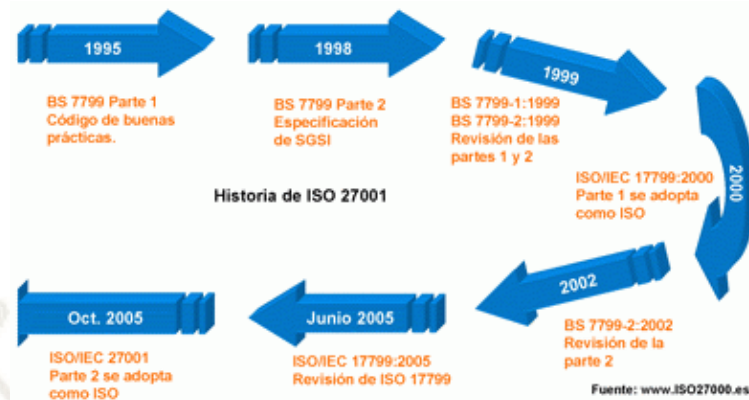 1995
BS 7799 Parte 1
Código de buenas
prácticas.
1998
BS 7799 Parte 2
Especificación
de SGSI
1999
BS 7799-1:1999
BS 7799-2:1999
Revisión de las
partes 1 y 2
Historia de ISO 27001
2000
ISO/IEC 17799:2000
Parte 1 se adopta
como ISO
2002
BS 7799-2:2002
Revisión de la
parte 2
Junio 2005
ISO/IEC 17799:2005
Revisión de ISO 17799
Oct. 2005
ISO/IEC 27001
Parte 2 se adopta
como ISO
Fuente: www.ISO27000.es